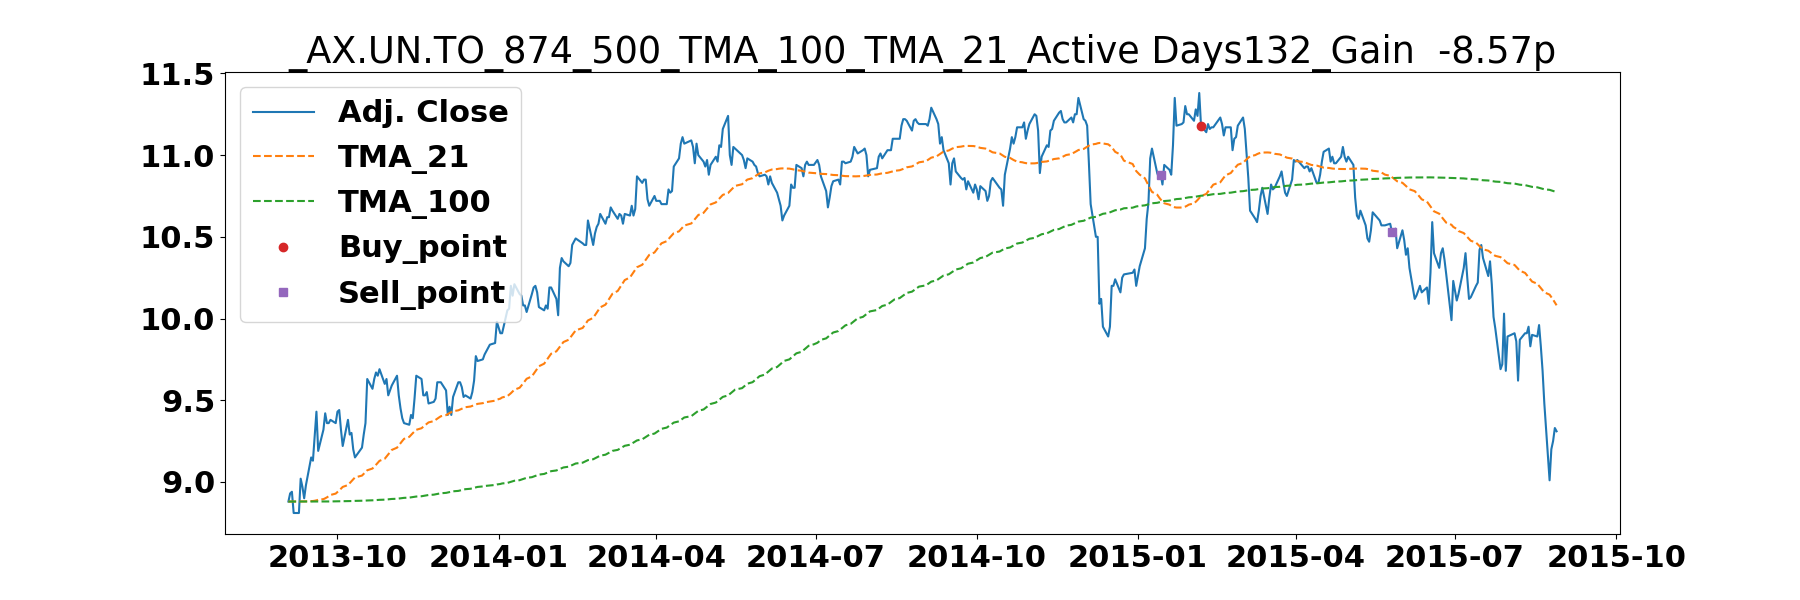 _AX.UN.TO_874_500_TMA_100_TMA_21_Active Days132_Gain  -8.57p
11.5
11.0
10.5
10.0
9.5
9.0
Adj. Close
TMA_21
TMA_100
Buy_point
Sell_point
2013-10 2014-01 2014-04 2014-07 2014-10 2015-01 2015-04 2015-07 2015-10